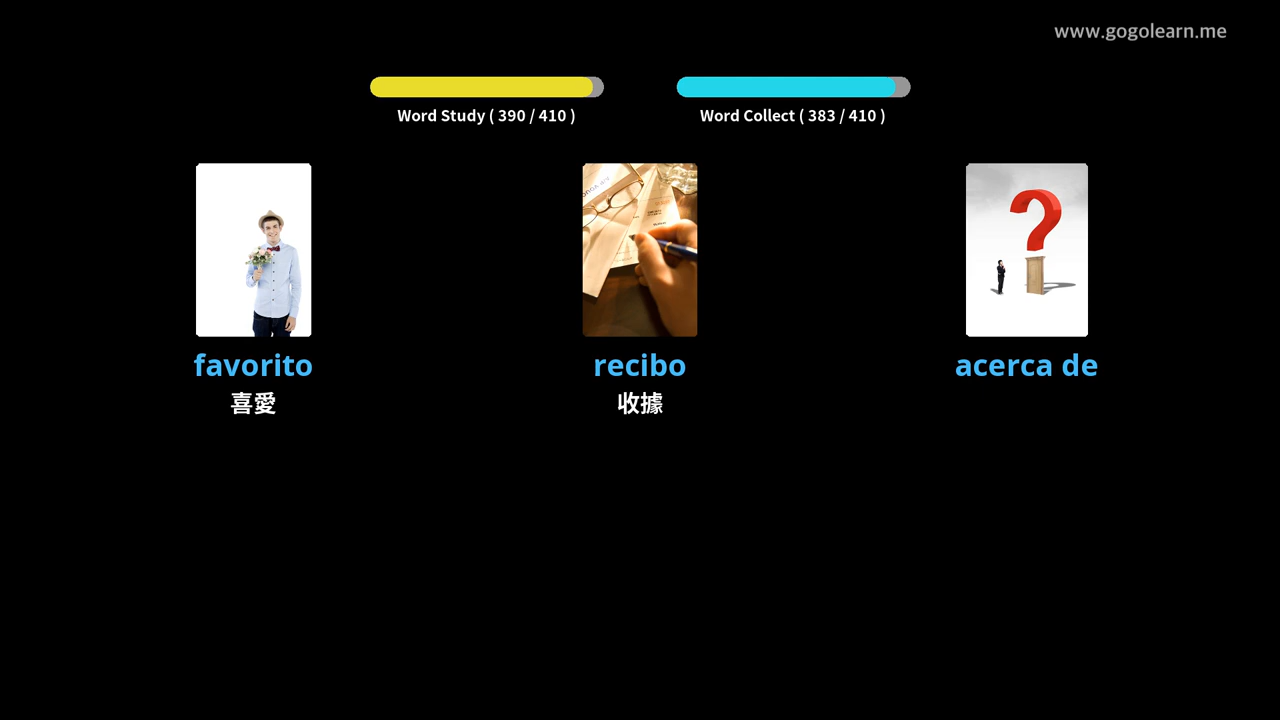 www.gogolearn.me
Word Study ( 390 / 410 )
Word Collect ( 383 / 410 )
favorito
recibo
acerca de
喜愛
收據